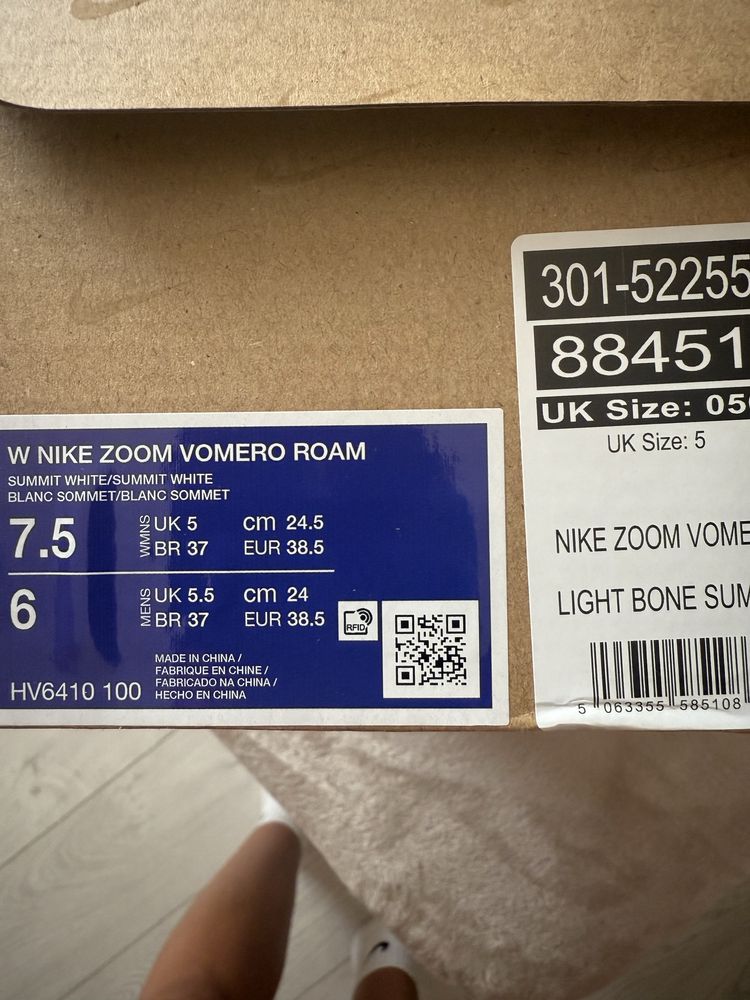 301-52255
88451
UK Size: 05
UK Size: 5
NIKE ZOOM VOME
LIGHT BONE SUM
5 063355 585108
W NIKE ZOOM VOMERO ROAM
SUMMIT WHITE/SUMMIT WHITE
BLANC SOMMET/BLANC SOMMET
7.5 WMNS UK 5 cm 24.5
BR 37 EUR 38.5
6 MENS UK 5.5 cm 24
BR 37 EUR 38.5
RFID
MADE IN CHINA /
FABRIQUE EN CHINE /
FABRICADO NA CHINA /
HV6410 100 HECHO EN CHINA